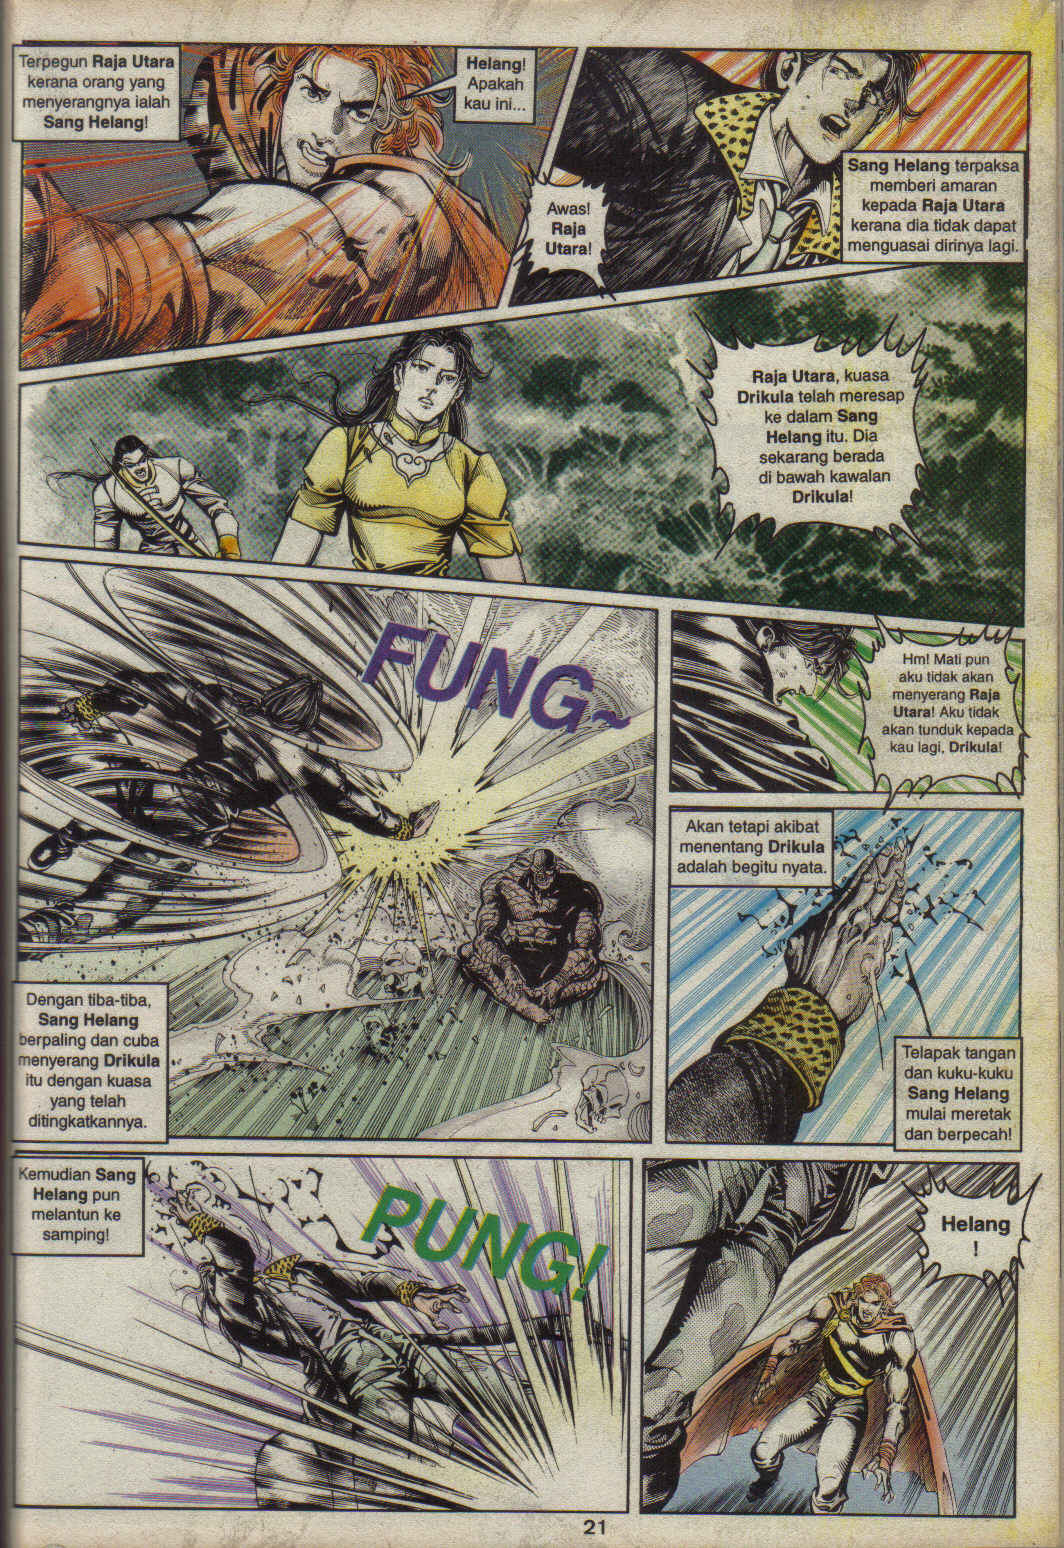 Terpegun Raja Utara
kerana orang yang
menyerangnya ialah
Sang Helang!
Helang!
Apakah
kau ini...
Awas!
Raja
Utara!
Sang Helang terpaksa
memberi amaran
kepada Raja Utara
kerana dia tidak dapat
menguasai dirinya lagi.
Raja Utara, kuasa
Drikula telah meresap
ke dalam Sang
Helang itu. Dia
sekarang berada
di bawah kawalan
Drikula!
FUNG~
Dengan tiba-tiba,
Sang Helang
berpaling dan cuba
menyerang Drikula
itu dengan kuasa
yang telah
ditingkatkannya.
Hm! Mati pun
aku tidak akan
menyerang Raja
Utara! Aku tidak
akan tunduk kepada
kau lagi, Drikula!
Akan tetapi akibat
menentang Drikula
adalah begitu nyata.
Telapak tangan
dan kuku-kuku
Sang Helang
mulai meretak
dan berpecah!
Kemudian Sang
Helang pun
melantun ke
samping!
PUNG!
Helang
!
21